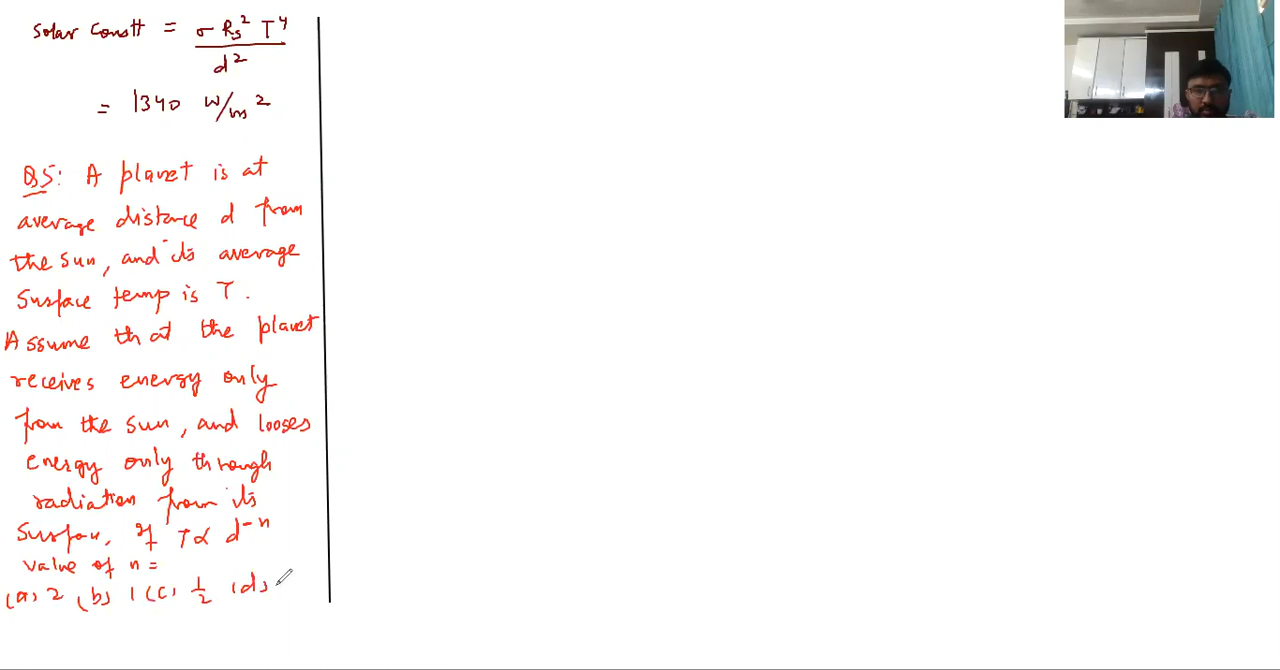 Solar Constt = σ Rs² T⁴ / d²
= 1340 W/m²
Q5: A planet is at
average distance d from
the sun, and its average
Surface temp is T.
Assume that the planet
receives energy only
from the sun, and looses
energy only through
radiation from its
Surface. If T∝ d⁻ⁿ
value of n =
(a) 2 (b) 1 (c) 1/2 (d)